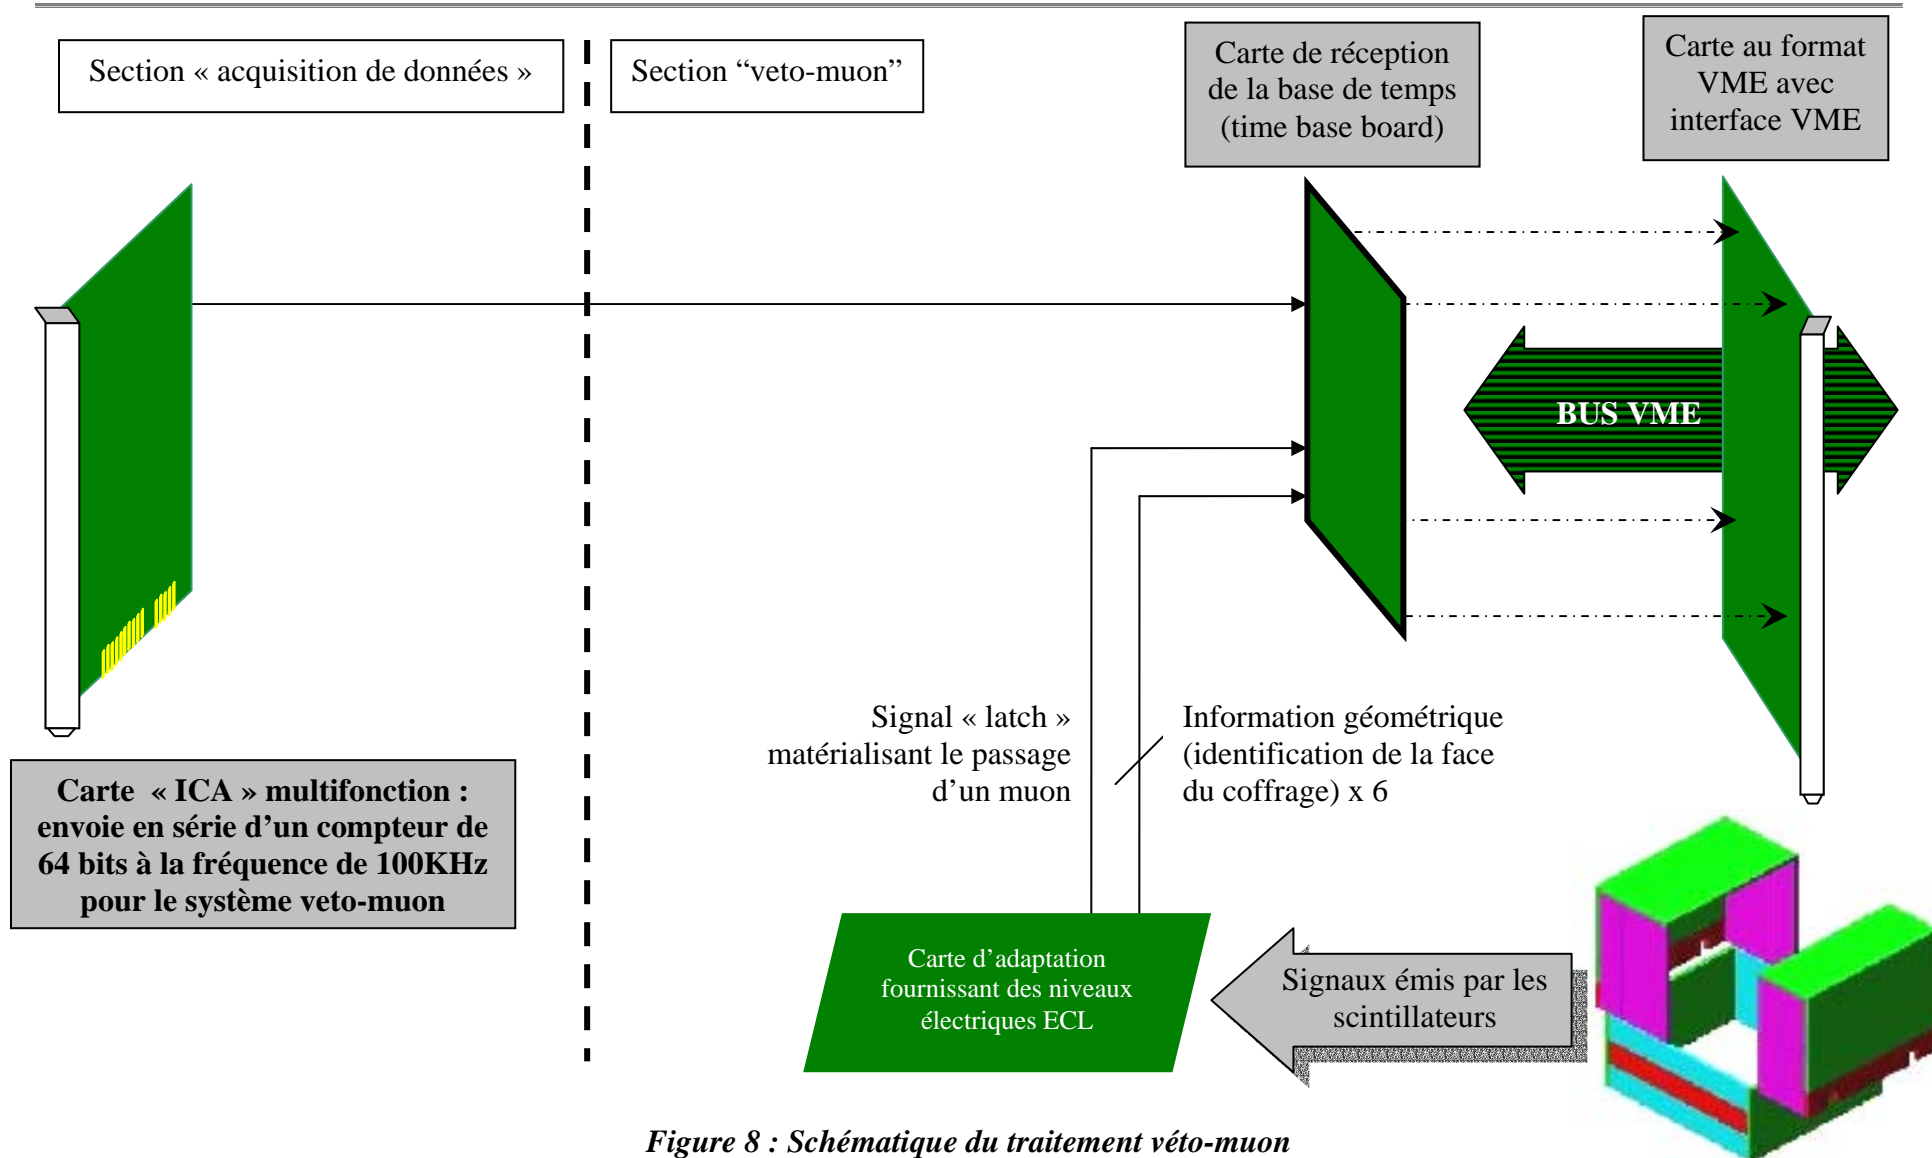 Section « acquisition de données »
Section “veto-muon”
Carte de réception
de la base de temps
(time base board)
Carte au format
VME avec
interface VME
BUS VME
Signal « latch »
matérialisant le passage
d’un muon
Information géométrique
(identification de la face
du coffrage) x 6
Carte « ICA » multifonction :
envoie en série d’un compteur de
64 bits à la fréquence de 100KHz
pour le système veto-muon
Carte d’adaptation
fournissant des niveaux
électriques ECL
Signaux émis par les
scintillateurs
Figure 8 : Schématique du traitement véto-muon